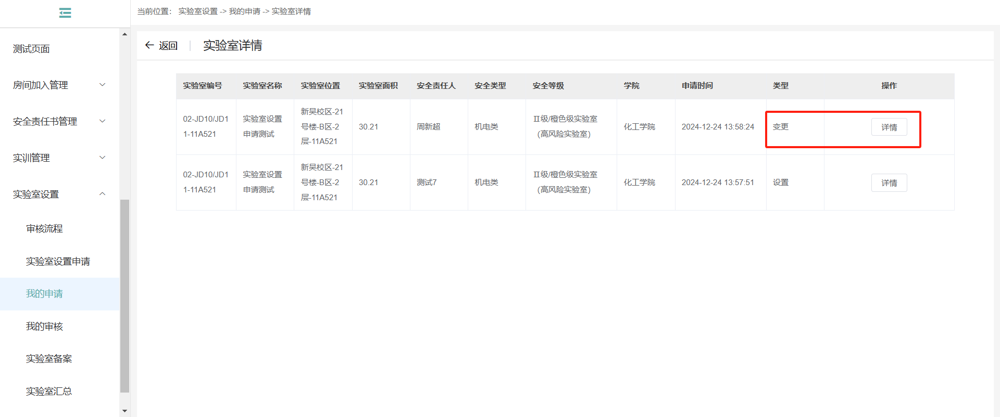 当前位置： 实验室设置 -> 我的申请 -> 实验室详情
测试页面
房间加入管理
安全责任书管理
实训管理
实验室设置
审核流程
实验室设置申请
我的申请
我的审核
实验室备案
实验室汇总
返回 实验室详情
实验室编号 实验室名称 实验室位置 实验室面积 安全责任人 安全类型 安全等级 学院 申请时间 类型 操作
02-JD10/JD1
1-11A521
实验室设置
申请测试
新吴校区-21
号楼-B区-2
层-11A521
30.21
周新超
机电类
Ⅱ级/橙色级实验室
(高风险实验室)
化工学院
2024-12-24 13:58:24
变更
详情
02-JD10/JD1
1-11A521
实验室设置
申请测试
新吴校区-21
号楼-B区-2
层-11A521
30.21
测试7
机电类
Ⅱ级/橙色级实验室
(高风险实验室)
化工学院
2024-12-24 13:57:51
设置
详情